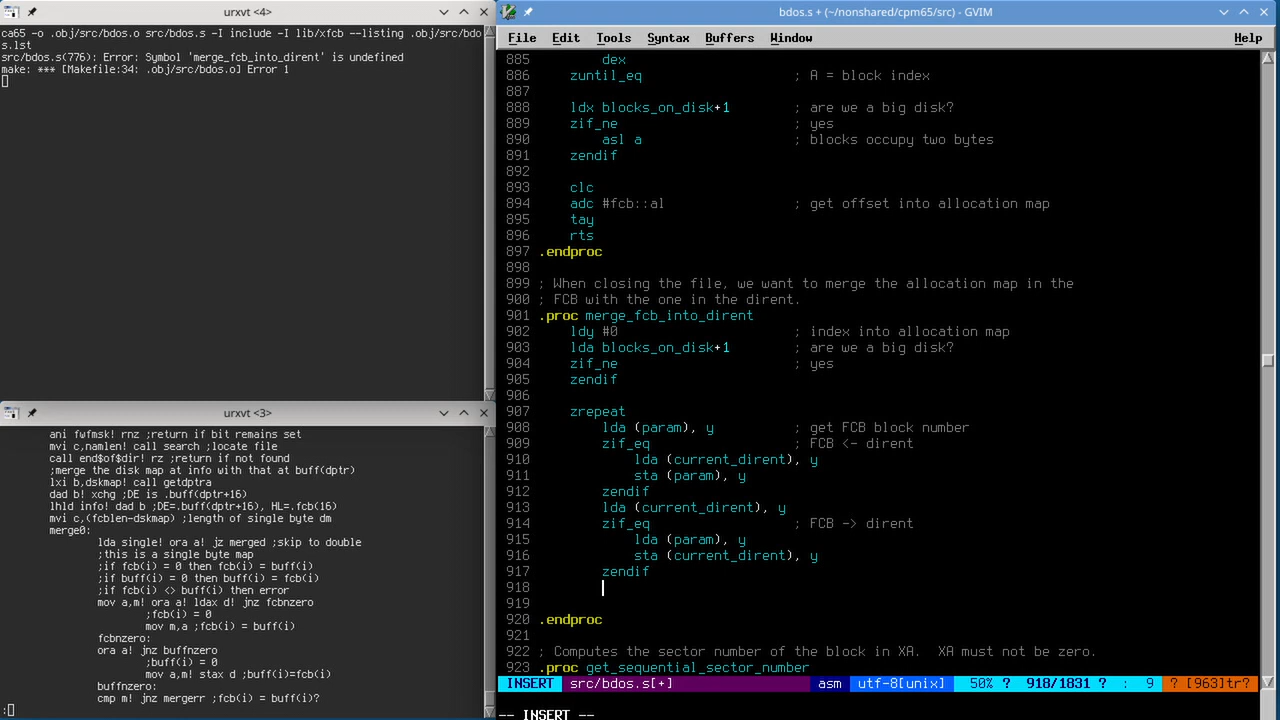 urxvt <4>
ca65 -o .obj/src/bdos.o src/bdos.s -I include -I lib/xfcb --listing .obj/src/bdo
s.lst
src/bdos.s(776): Error: Symbol 'merge_fcb_into_dirent' is undefined
make: *** [Makefile:34: .obj/src/bdos.o] Error 1
urxvt <3>
ani fwfmsk! rnz ;return if bit remains set
mvi c,namlen! call search ;locate file
call end$of$dir! rz ;return if not found
;merge the disk map at info with that at buff(dptr)
lxi b,dskmap! call getdptra
dad b! xchg ;DE is .buff(dptr+16)
lhld info! dad b ;DE=.buff(dptr+16), HL=.fcb(16)
mvi c,(fcblen-dskmap) ;length of single byte dm
merge0:
lda single! ora a! jz merged ;skip to double
;this is a single byte map
;if fcb(i) = 0 then fcb(i) = buff(i)
;if buff(i) = 0 then buff(i) = fcb(i)
;if fcb(i) <> buff(i) then error
mov a,m! ora a! ldax d! jnz fcbnzero
;fcb(i) = 0
mov m,a ;fcb(i) = buff(i)
fcbnzero:
ora a! jnz buffnzero
;buff(i) = 0
mov a,m! stax d ;buff(i)=fcb(i)
buffnzero:
cmp m! jnz mergerr ;fcb(i) = buff(i)?
:
bdos.s + (~/nonshared/cpm65/src) - GVIM
File Edit Tools Syntax Buffers Window Help
885 dex
886 zuntil_eq ; A = block index
887
888 ldx blocks_on_disk+1 ; are we a big disk?
889 zif_ne ; yes
890 asl a ; blocks occupy two bytes
891 zendif
892
893 clc
894 adc #fcb::al ; get offset into allocation map
895 tay
896 rts
897 .endproc
898
899 ; When closing the file, we want to merge the allocation map in the
900 ; FCB with the one in the dirent.
901 .proc merge_fcb_into_dirent
902 ldy #0 ; index into allocation map
903 lda blocks_on_disk+1 ; are we a big disk?
904 zif_ne ; yes
905 zendif
906
907 zrepeat
908 lda (param), y ; get FCB block number
909 zif_eq ; FCB <- dirent
910 lda (current_dirent), y
911 sta (param), y
912 zendif
913 lda (current_dirent), y
914 zif_eq ; FCB -> dirent
915 lda (param), y
916 sta (current_dirent), y
917 zendif
918
919
920 .endproc
921
922 ; Computes the sector number of the block in XA.  XA must not be zero.
923 .proc get_sequential_sector_number
INSERT src/bdos.s[+] asm utf-8[unix] 50% ? 918/1831 ? : 9 ? [963]tr?
-- INSERT --